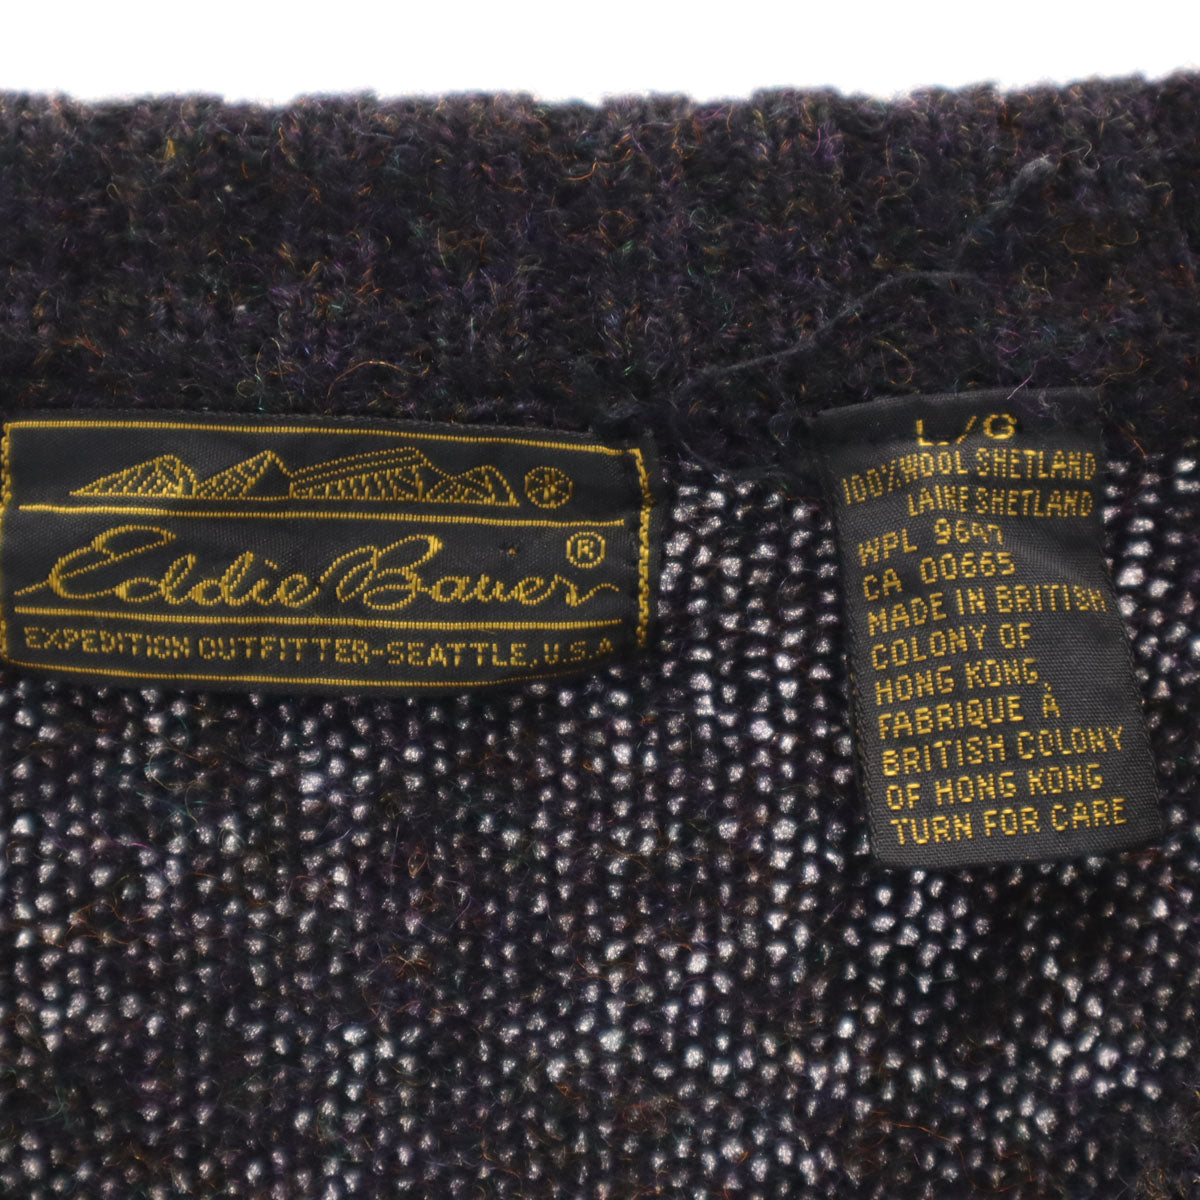 Eddie Bauer ®
EXPEDITION OUTFITTER-SEATTLE, U.S.A
L/G
100% WOOL SHETLAND
LAINE SHETLAND
WPL
CA 00665
MADE IN BRITISH
COLONY OF
HONG KONG
FABRIQUE À
BRITISH COLONY
OF HONG KONG
TURN FOR CARE